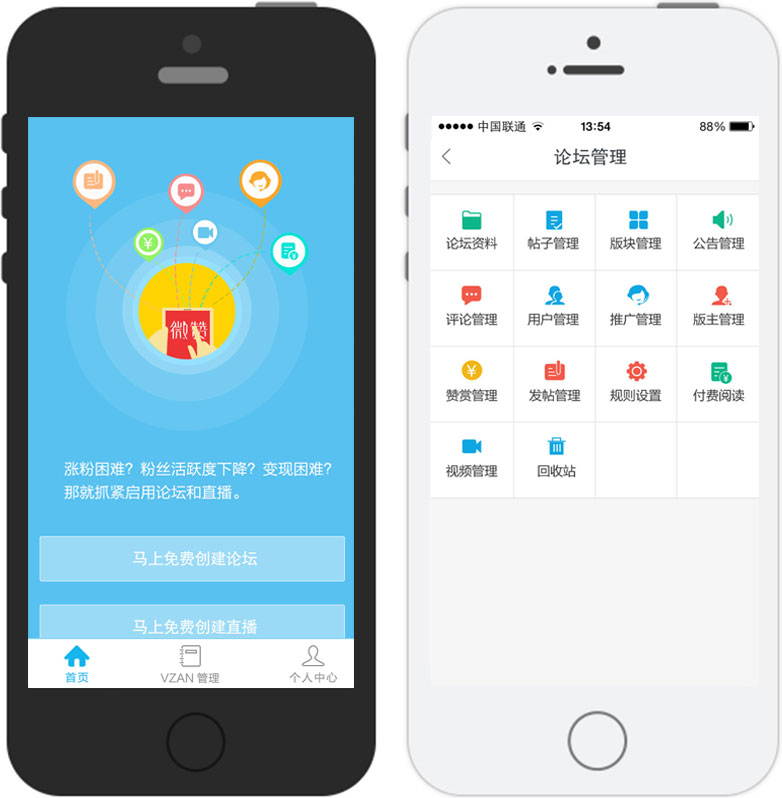 微赞
涨粉困难？粉丝活跃度下降？变现困难？
那就抓紧启用论坛和直播。
马上免费创建论坛
马上免费创建直播
首页
VZAN 管理
个人中心
中国联通
13:54
88%
论坛管理
论坛资料
帖子管理
版块管理
公告管理
评论管理
用户管理
推广管理
版主管理
赞赏管理
发帖管理
规则设置
付费阅读
视频管理
回收站